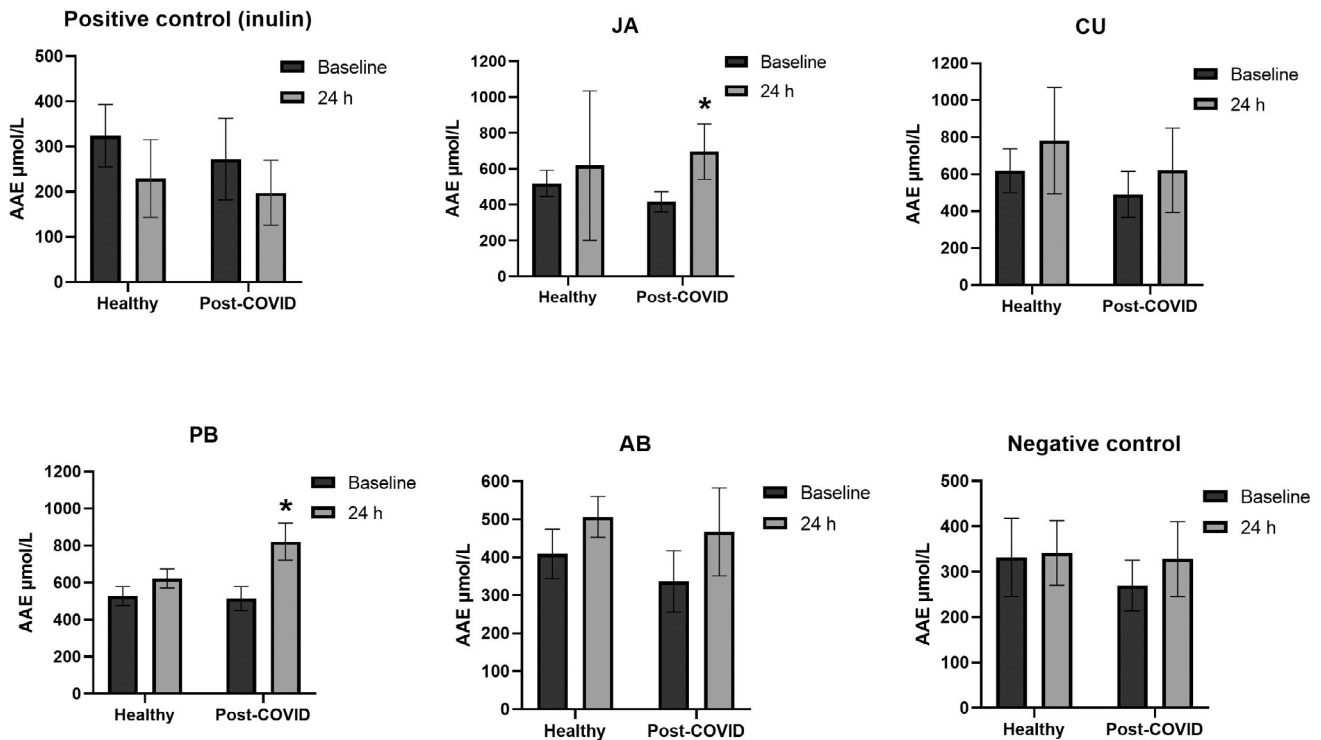 Positive control (inulin)
AAE µmol/L
500
400
300
200
100
0
Healthy
Post-COVID
Baseline
24 h
JA
AAE µmol/L
1200
1000
800
600
400
200
0
*
Healthy
Post-COVID
Baseline
24 h
CU
AAE µmol/L
1200
1000
800
600
400
200
0
Healthy
Post-COVID
Baseline
24 h
PB
AAE µmol/L
1200
1000
800
600
400
200
0
*
Healthy
Post-COVID
Baseline
24 h
AB
AAE µmol/L
600
500
400
300
200
100
0
Healthy
Post-COVID
Baseline
24 h
Negative control
AAE µmol/L
500
400
300
200
100
0
Healthy
Post-COVID
Baseline
24 h